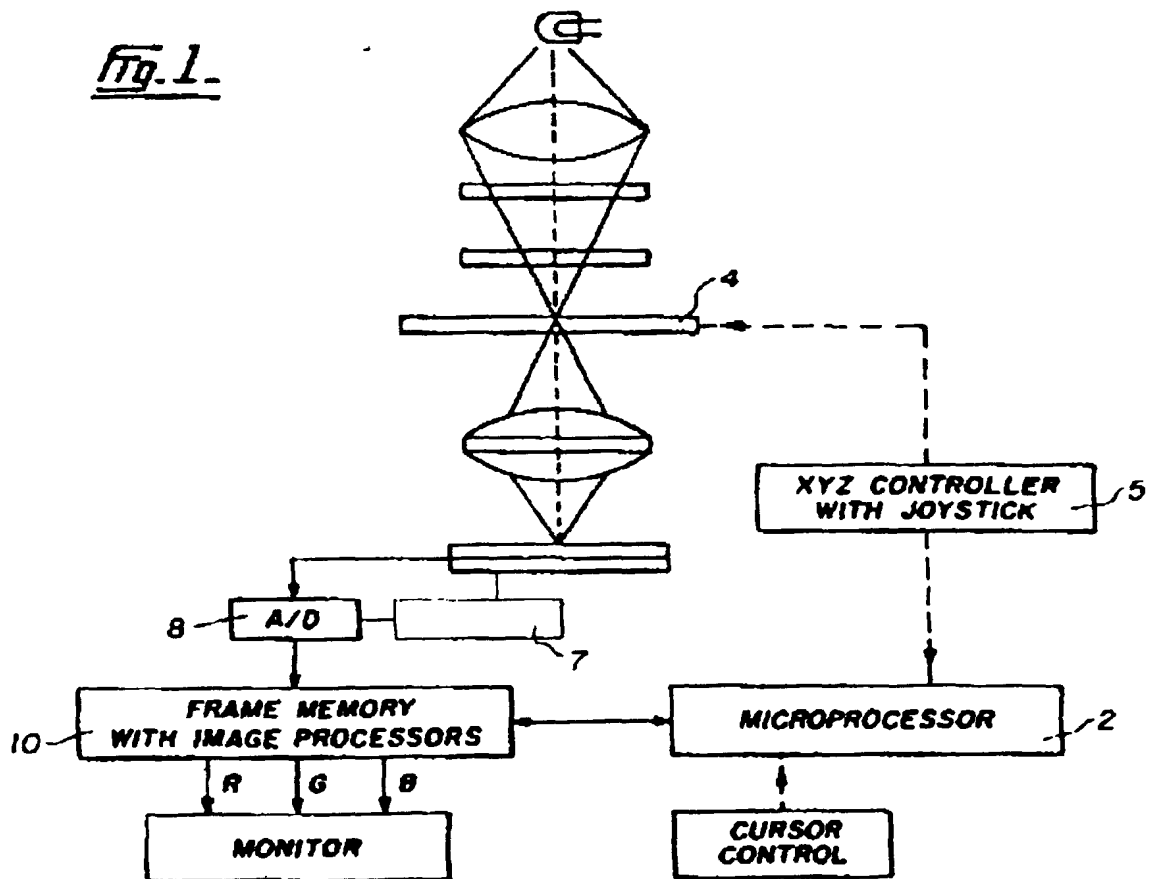 Fig. 1.
4
XYZ CONTROLLER
WITH JOYSTICK
5
8
A/D
7
FRAME MEMORY
WITH IMAGE PROCESSORS
10
MICROPROCESSOR
2
R
G
B
MONITOR
CURSOR
CONTROL